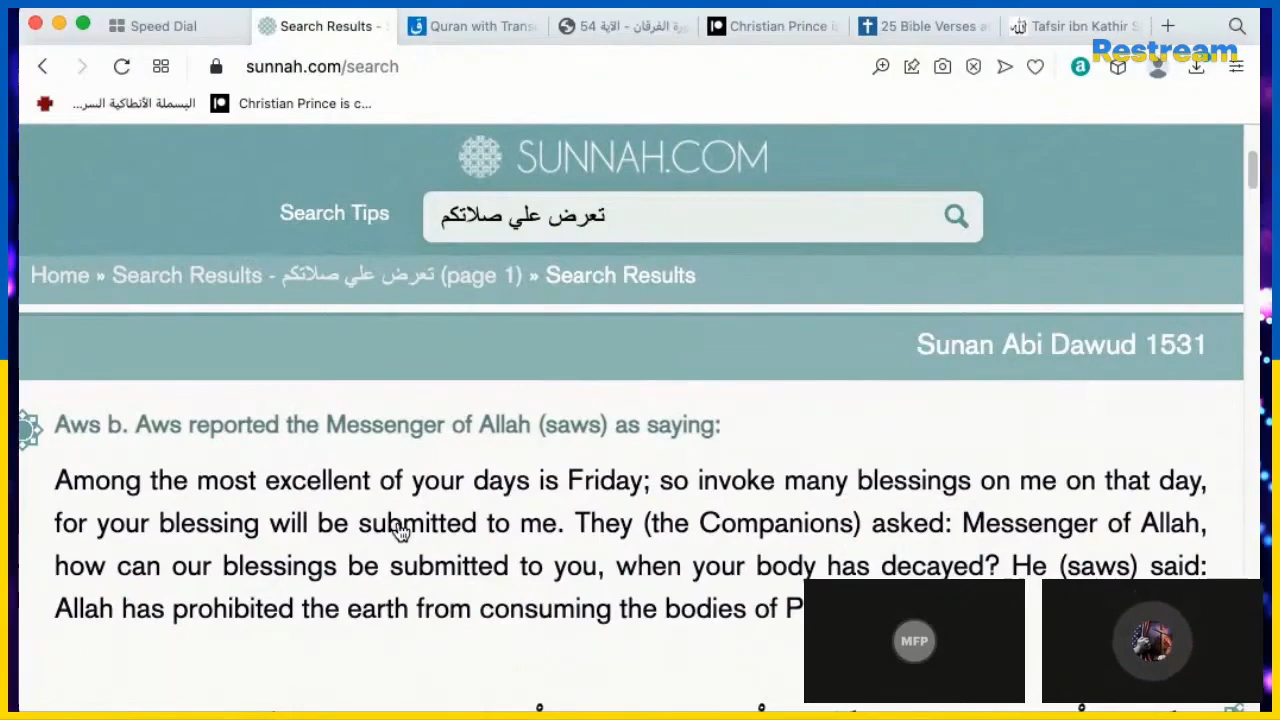 Speed Dial
Search Results -
Quran with Trans
رة الفرقان - الآية 54
Christian Prince i
25 Bible Verses a
Tafsir ibn Kathir S
Restream
sunnah.com/search
البسملة الأنطاكية السر...
Christian Prince is c...
SUNNAH.COM
Search Tips
تعرض علي صلاتكم
Home » Search Results - تعرض علي صلاتكم (page 1) » Search Results
Sunan Abi Dawud 1531
Aws b. Aws reported the Messenger of Allah (saws) as saying:
Among the most excellent of your days is Friday; so invoke many blessings on me on that day,
for your blessing will be submitted to me. They (the Companions) asked: Messenger of Allah,
how can our blessings be submitted to you, when your body has decayed? He (saws) said:
Allah has prohibited the earth from consuming the bodies of P
MFP